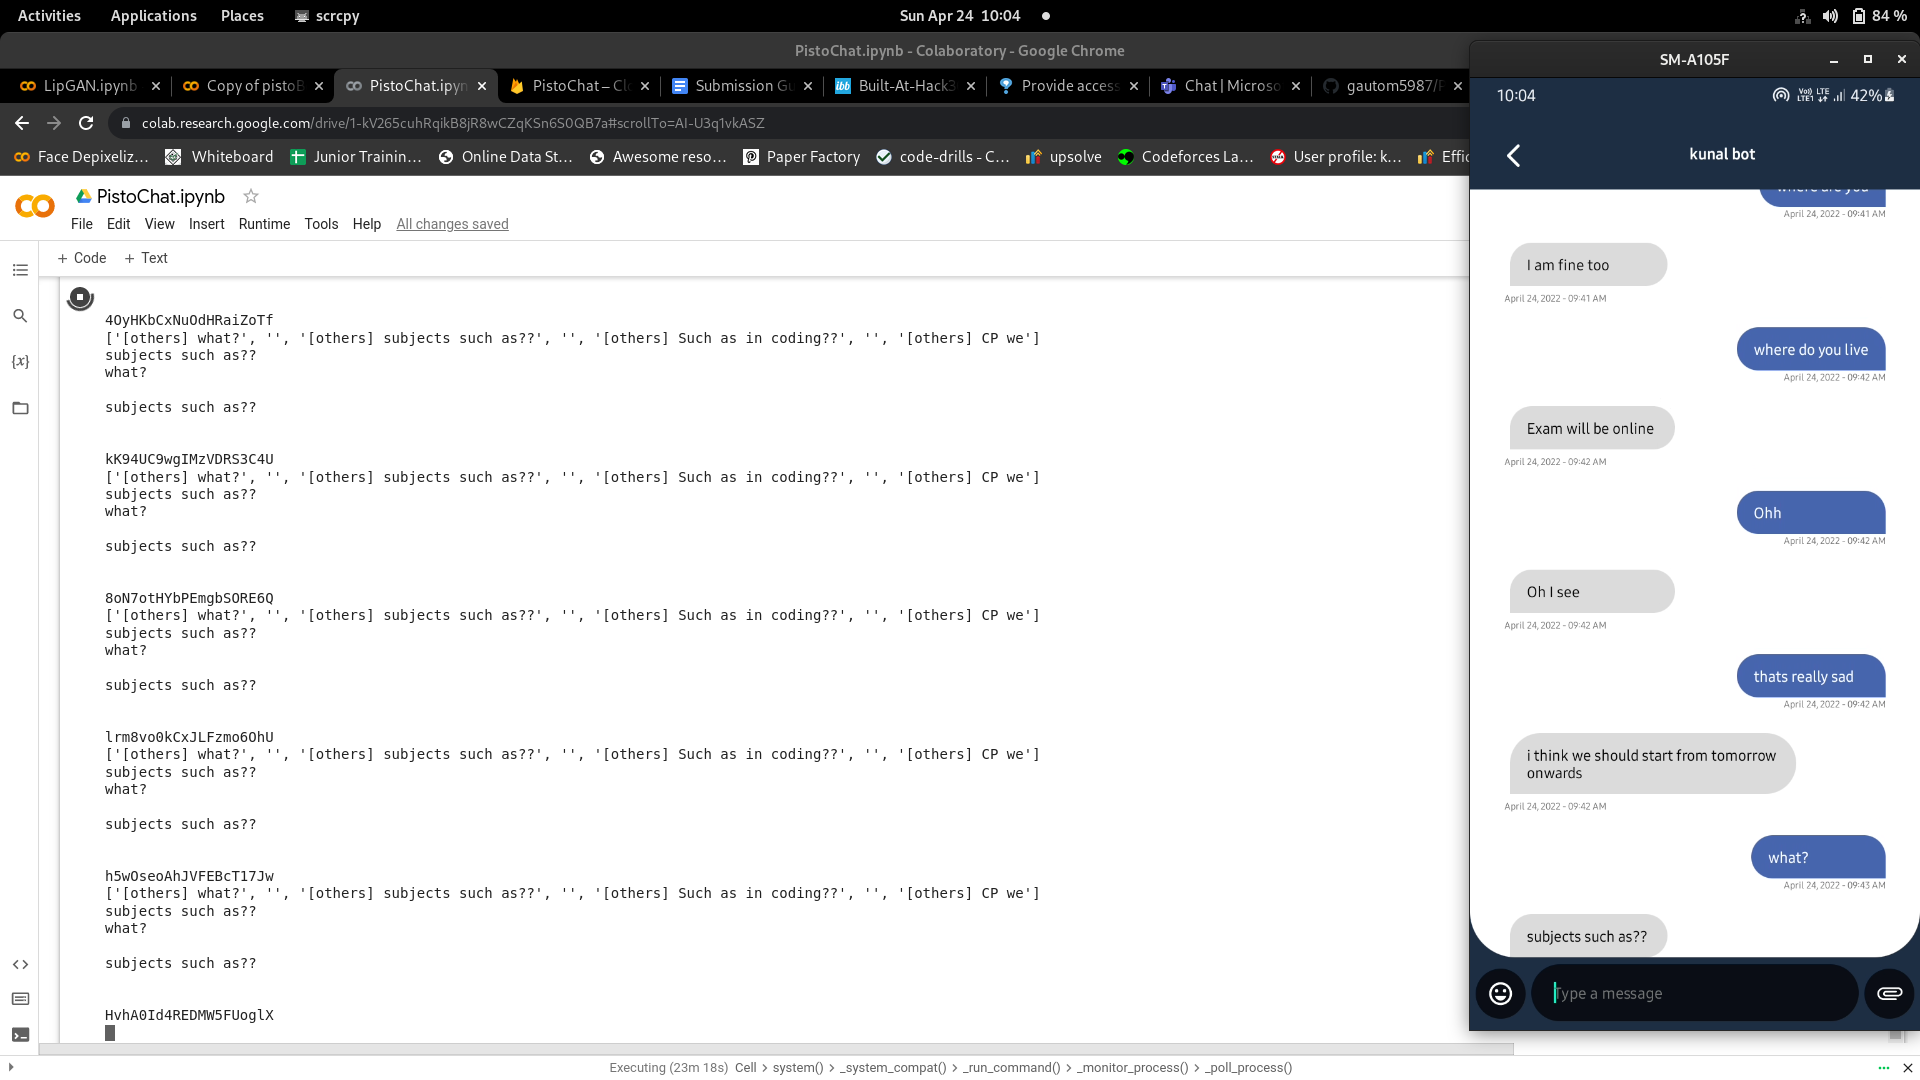 Activities Applications Places scrcpy Sun Apr 24 10:04 84 %
PistoChat.ipynb - Colaboratory - Google Chrome
LipGAN.ipynb Copy of pistoB PistoChat.ipyn PistoChat – Cl Submission Gu Built-At-Hack3 Provide access Chat | Microso gautom5987/
colab.research.google.com/drive/1-kV265cuhRqikB8jR8wCZqKSn6S0QB7a#scrollTo=AI-U3q1vkASZ
Face Depixeliz... Whiteboard Junior Trainin... Online Data St... Awesome reso... Paper Factory code-drills - C... upsolve Codeforces La... User profile: k... Effic
PistoChat.ipynb
File Edit View Insert Runtime Tools Help All changes saved
+ Code + Text
4OyHKbCxNuOdHRaiZoTf
['[others] what?', '', '[others] subjects such as??', '', '[others] Such as in coding??', '', '[others] CP we']
subjects such as??
what?
subjects such as??
kK94UC9wgIMzVDRS3C4U
['[others] what?', '', '[others] subjects such as??', '', '[others] Such as in coding??', '', '[others] CP we']
subjects such as??
what?
subjects such as??
8oN7otHYbPEmgbSORE6Q
['[others] what?', '', '[others] subjects such as??', '', '[others] Such as in coding??', '', '[others] CP we']
subjects such as??
what?
subjects such as??
lrm8vo0kCxJLFzmo6OhU
['[others] what?', '', '[others] subjects such as??', '', '[others] Such as in coding??', '', '[others] CP we']
subjects such as??
what?
subjects such as??
h5wOseoAhJVFEBcT17Jw
['[others] what?', '', '[others] subjects such as??', '', '[others] Such as in coding??', '', '[others] CP we']
subjects such as??
what?
subjects such as??
HvhA0Id4REDMW5FUoglX
Executing (23m 18s) Cell > system() > _system_compat() > _run_command() > _monitor_process() > _poll_process()
SM-A105F
10:04 Vo) LTE1 LTE 42%
kunal bot
where are you
April 24, 2022 - 09:41 AM
I am fine too
April 24, 2022 - 09:41 AM
where do you live
April 24, 2022 - 09:42 AM
Exam will be online
April 24, 2022 - 09:42 AM
Ohh
April 24, 2022 - 09:42 AM
Oh I see
April 24, 2022 - 09:42 AM
thats really sad
April 24, 2022 - 09:42 AM
i think we should start from tomorrow
onwards
April 24, 2022 - 09:42 AM
what?
April 24, 2022 - 09:43 AM
subjects such as??
Type a message